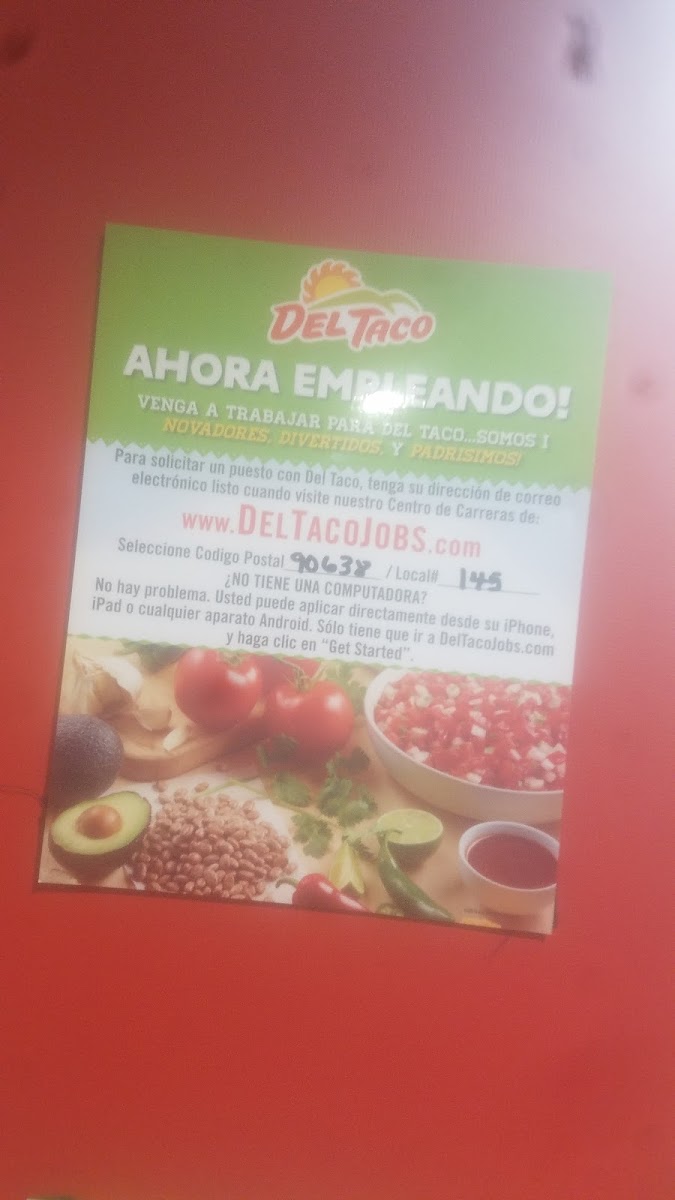 DEL TACO
AHORA EMPLEANDO!
VENGA A TRABAJAR PARA DEL TACO...SOMOS I
NOVADORES, DIVERTIDOS, Y PADRISIMOS!
Para solicitar un puesto con Del Taco, tenga su dirección de correo
electrónico listo cuando visite nuestro Centro de Carreras de:
www.DELTACOJOBS.com
Seleccione Codigo Postal 90638 / Local# 145
¿NO TIENE UNA COMPUTADORA?
No hay problema. Usted puede aplicar directamente desde su iPhone,
iPad o cualquier aparato Android. Sólo tiene que ir a DelTacoJobs.com
y haga clic en "Get Started".